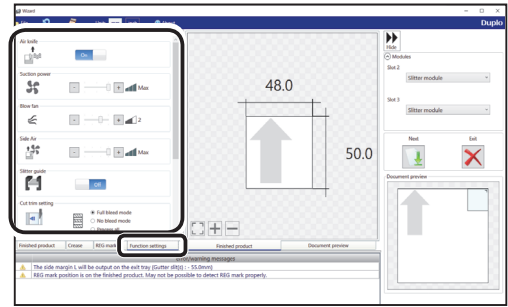 Wizard
Duplo
Air knife
On
Suction power
- + Max
Blow fan
- + 2
Side Air
- + Max
Slitter guide
Off
Cut trim setting
Full bleed mode
No bleed mode
48.0
50.0
Hide
Modules
Slot 2
Slitter module
Slot 3
Slitter module
Next Exit
Document preview
Finished product Crease REG mark Function settings Finished product Document preview
Error/warning messages
The side margin L will be output on the exit tray (Gutter slit(s) : - 55.0mm)
REG mark position is on the finished product. May not be possible to detect REG mark properly.